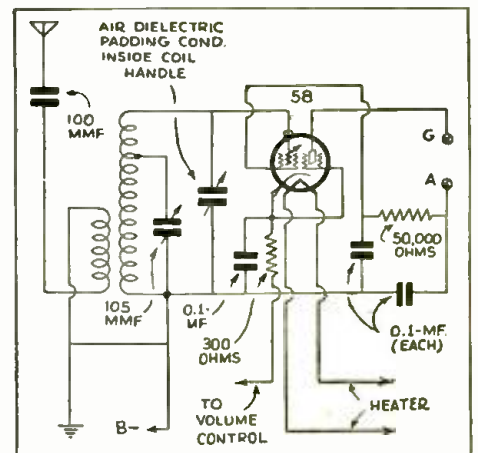 AIR DIELECTRIC
PADDING COND.
INSIDE COIL
HANDLE
100
MMF
58
G
A
50,000
OHMS
105
MMF
0.1-
MF
300
OHMS
0.1-MF.
(EACH)
TO
VOLUME
CONTROL
HEATER
B-